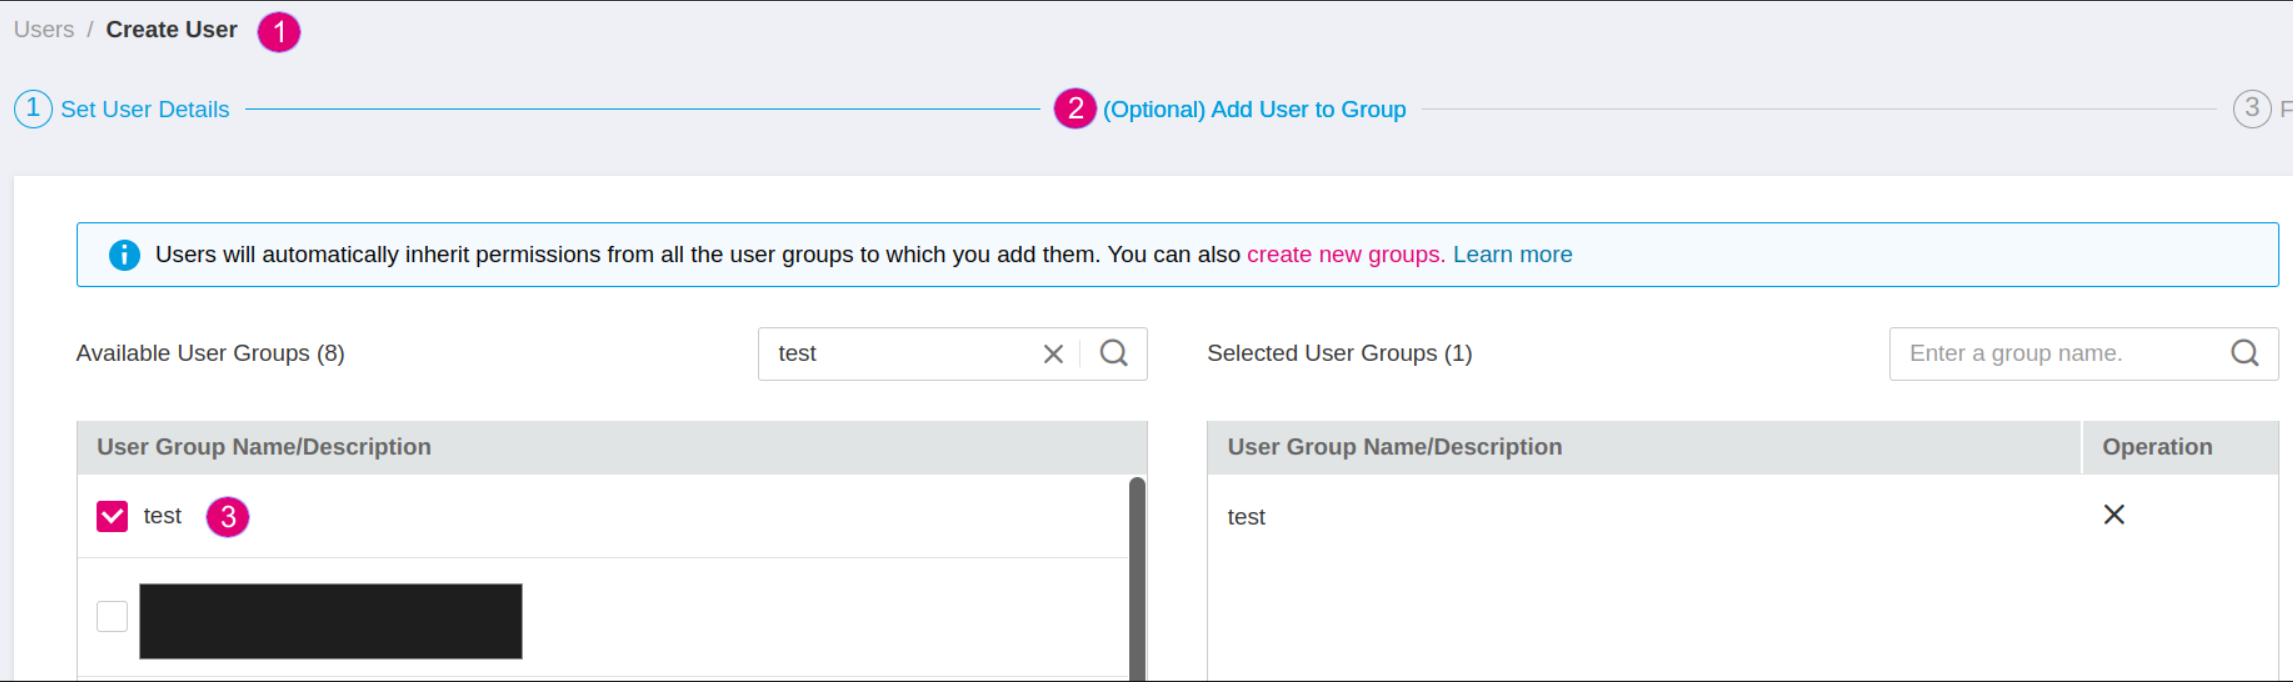 Users / Create User 1
1 Set User Details 2 (Optional) Add User to Group 3 F
i Users will automatically inherit permissions from all the user groups to which you add them. You can also create new groups. Learn more
Available User Groups (8) test Selected User Groups (1) Enter a group name.
User Group Name/Description User Group Name/Description Operation
test 3 test